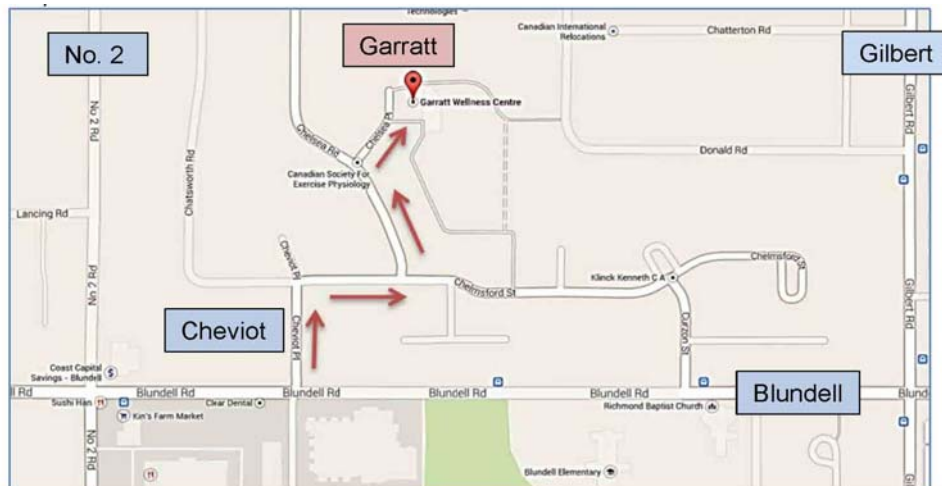 Technologies
Canadian International
Relocations
Chatterton Rd
No. 2
Garratt
Gilbert
Garratt Wellness Centre
No 2 Rd
Chelsea Rd
Chelsea Pl
Gilbert Rd
Donald Rd
Canadian Society For
Exercise Physiology
Chatsworth Rd
Lancing Rd
Cheviot Pl
No 2 Rd
Chelmsford St
Klinck Kenneth C A
Chelmsford St
Gilbert Rd
Cheviot
Cheviot Pl
Curzon St
Coast Capital
Savings - Blundell
$
ll Rd
Blundell Rd
Blundell Rd
Blundell Rd
Blundell Rd
Blundell
Blund
Sushi Han
Clear Dental
Kin's Farm Market
Richmond Baptist Church
No 2 Rd
Blundell Elementary
Gilbert Rd